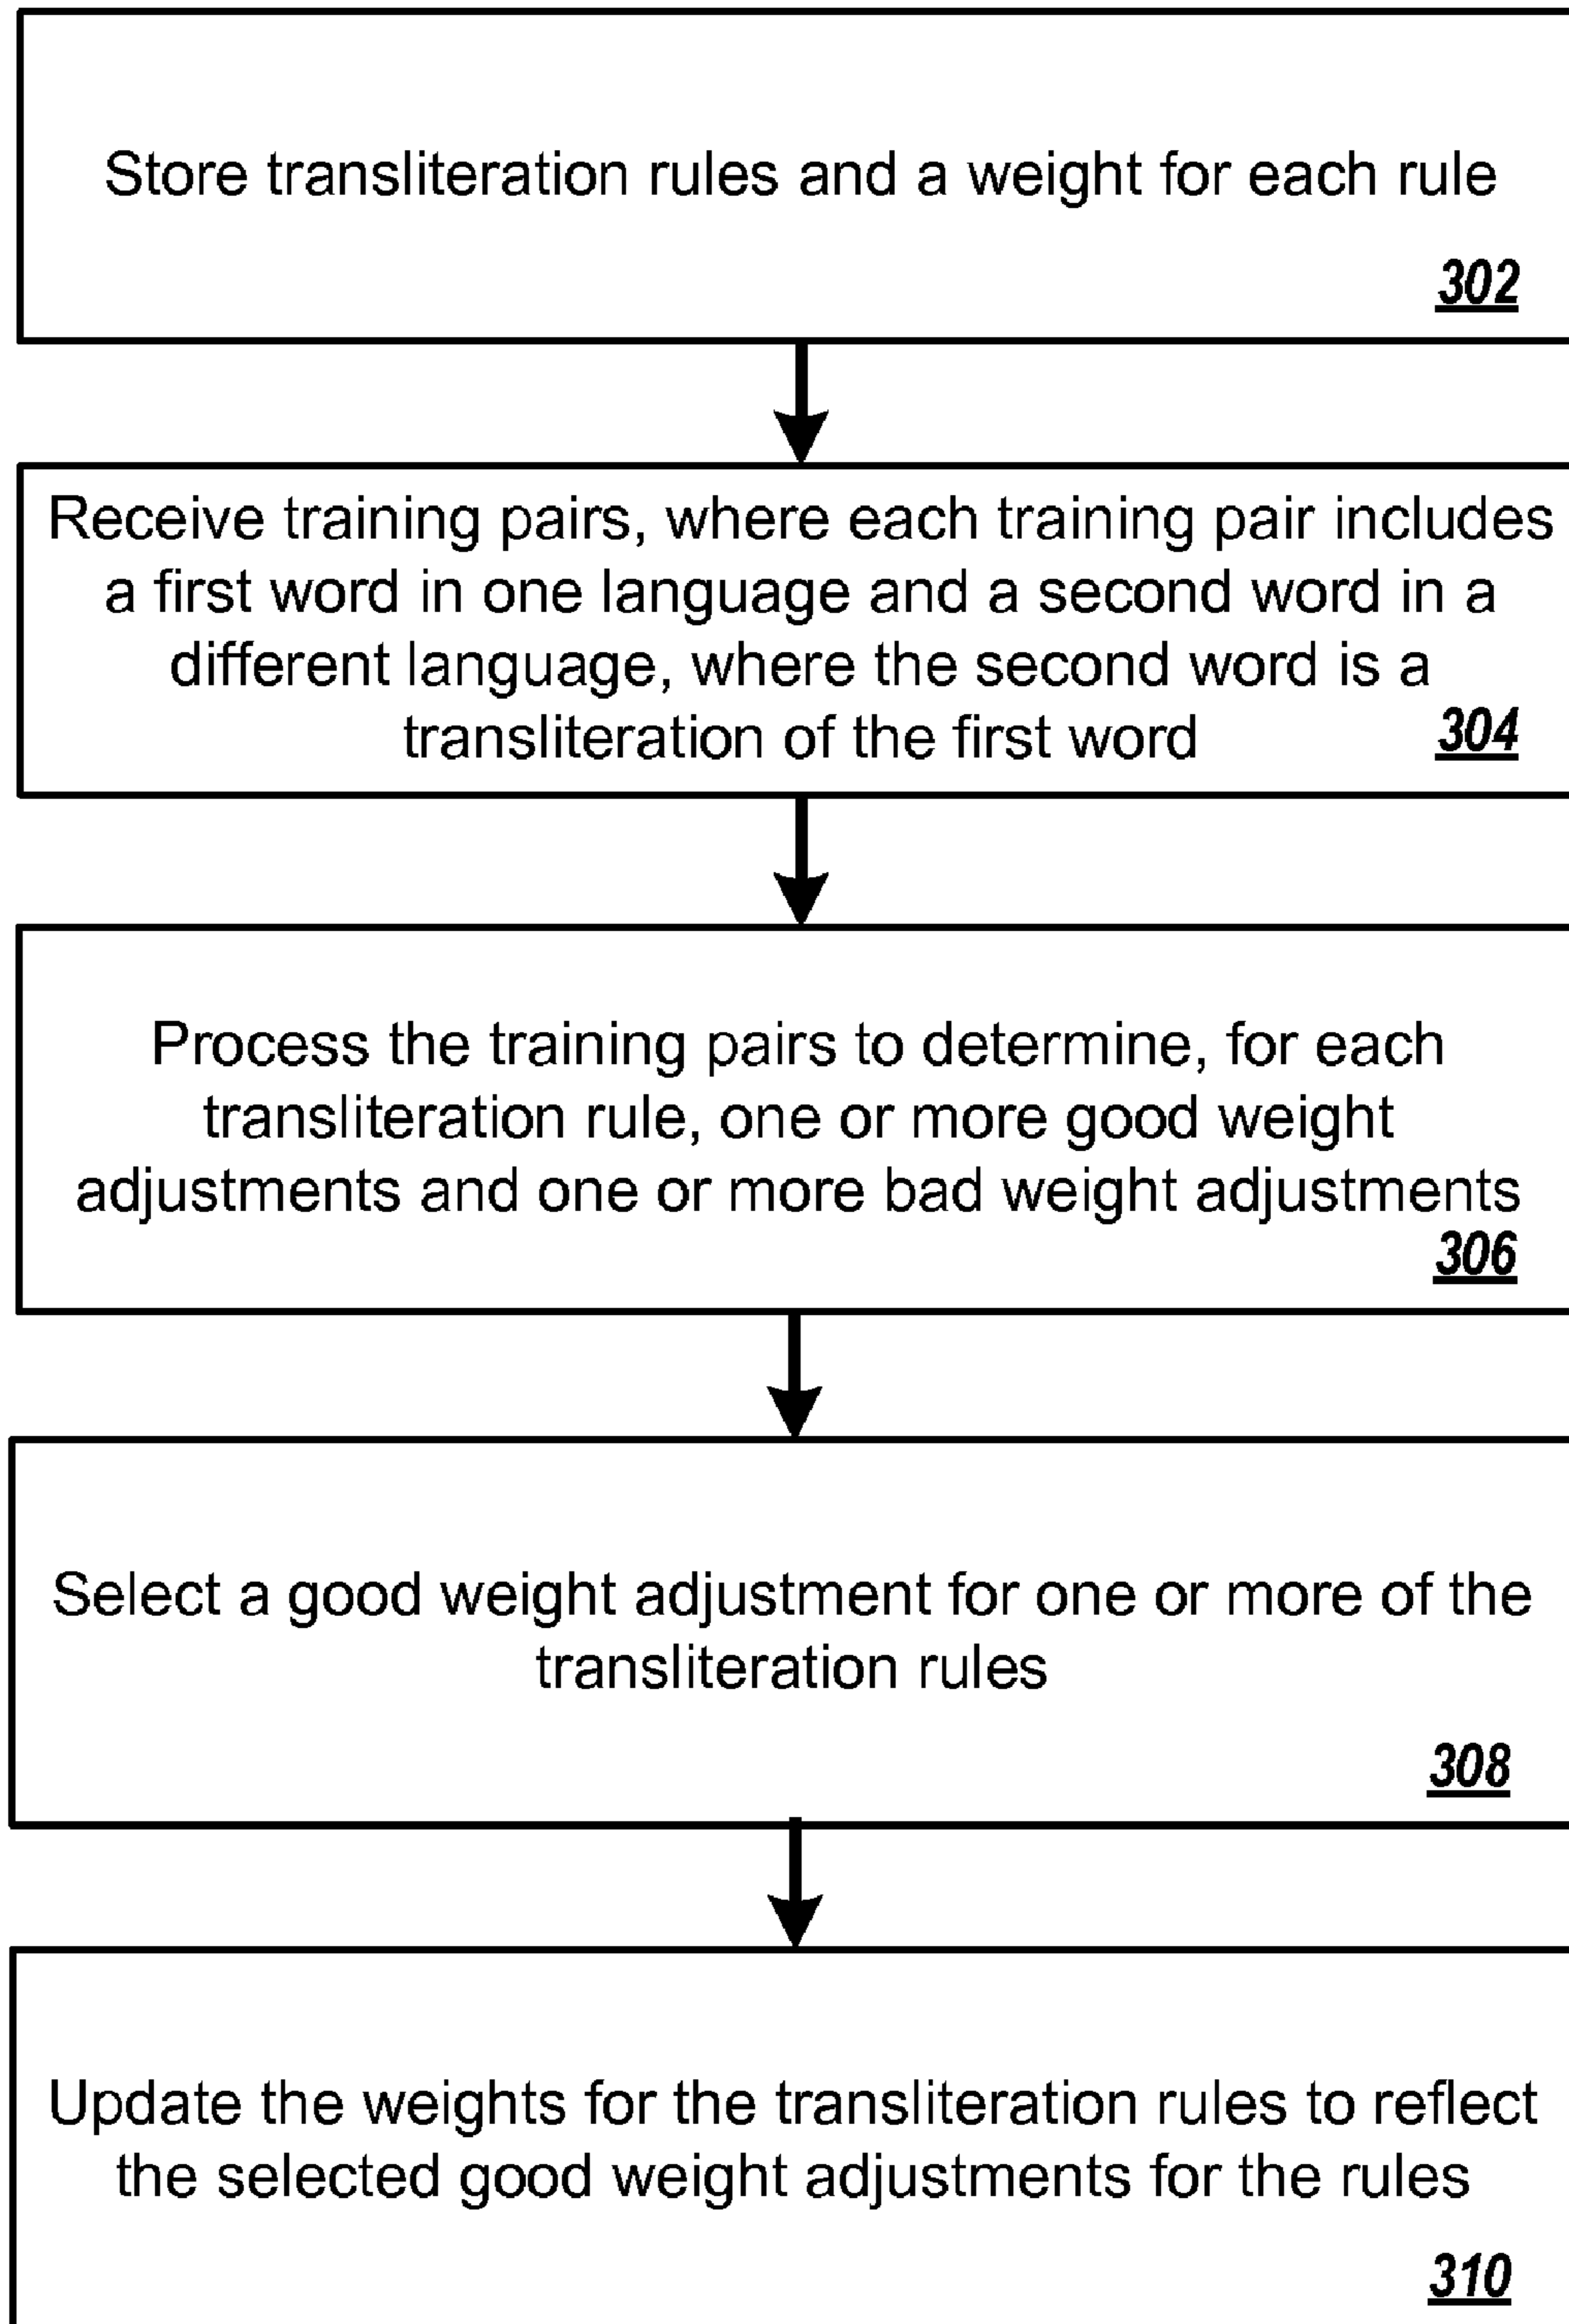 Store transliteration rules and a weight for each rule
302
Receive training pairs, where each training pair includes
a first word in one language and a second word in a
different language, where the second word is a
transliteration of the first word
304
Process the training pairs to determine, for each
transliteration rule, one or more good weight
adjustments and one or more bad weight adjustments
306
Select a good weight adjustment for one or more of the
transliteration rules
308
Update the weights for the transliteration rules to reflect
the selected good weight adjustments for the rules
310